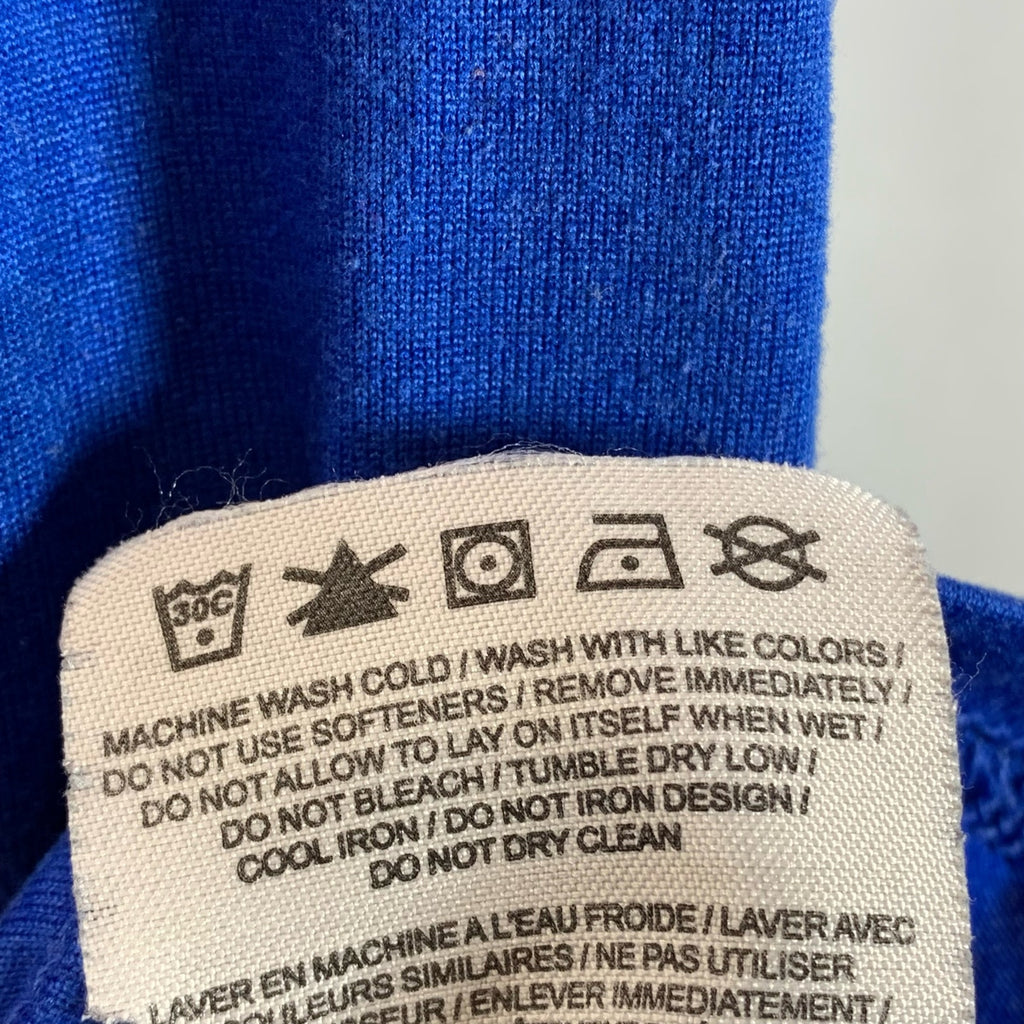 30C
MACHINE WASH COLD / WASH WITH LIKE COLORS /
DO NOT USE SOFTENERS / REMOVE IMMEDIATELY /
DO NOT ALLOW TO LAY ON ITSELF WHEN WET /
DO NOT BLEACH / TUMBLE DRY LOW /
COOL IRON / DO NOT IRON DESIGN /
DO NOT DRY CLEAN
LAVER EN MACHINE A L'EAU FROIDE / LAVER AVEC
SIMILAIRES / NE PAS UTILISER
/ ENLEVER IMMÉDIATEMENT /